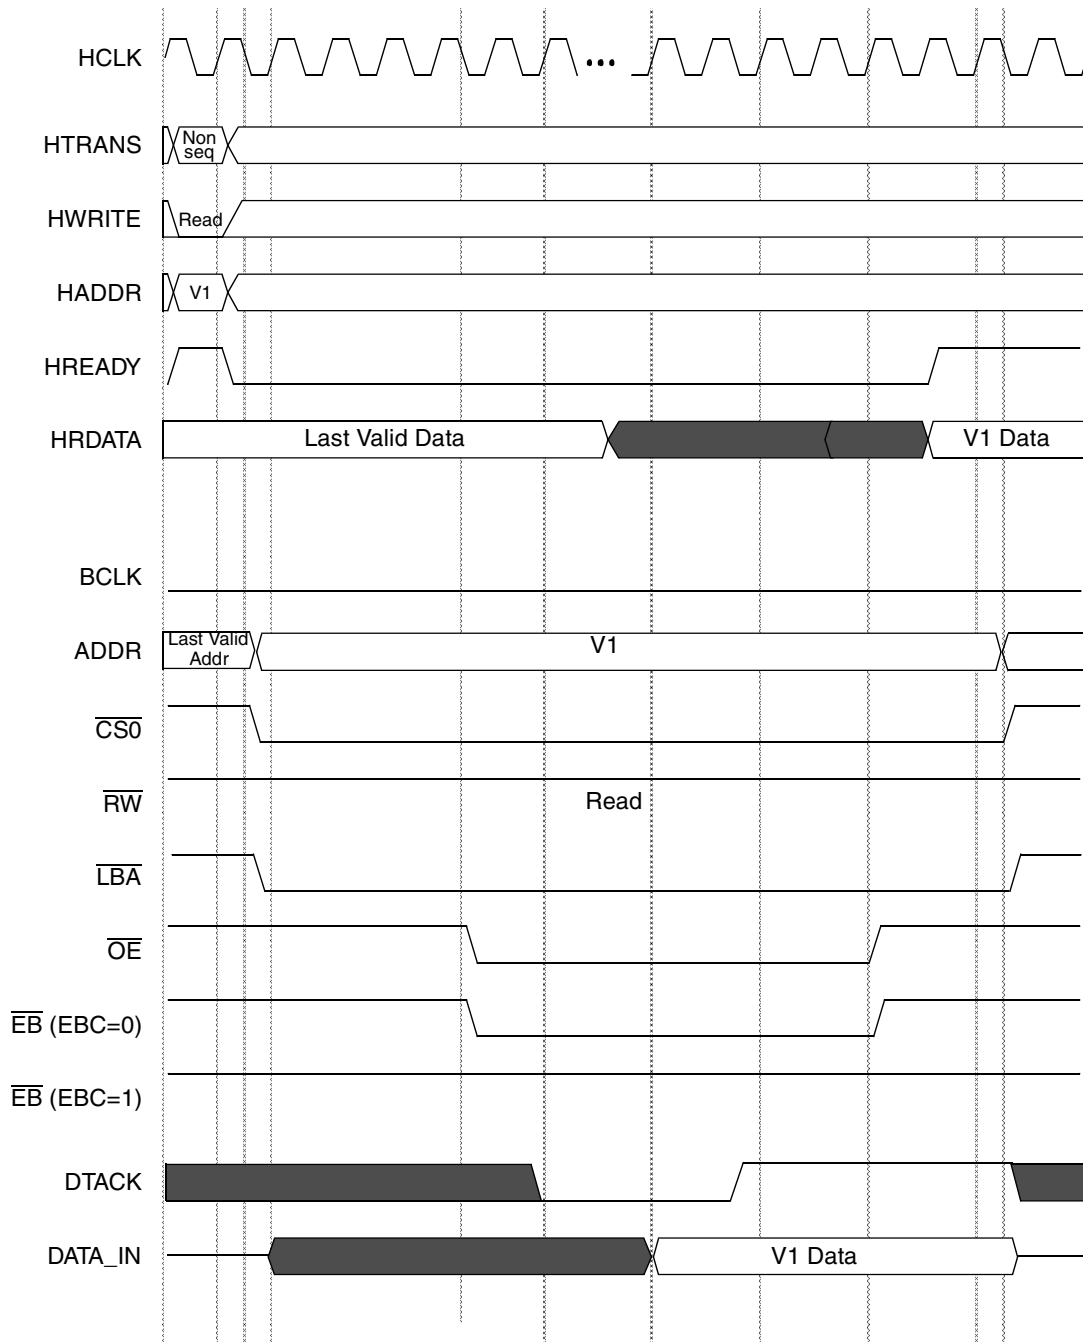 HCLK
...
HTRANS
Non
seq
HWRITE
Read
HADDR
V1
HREADY
HRDATA
Last Valid Data
V1 Data
BCLK
ADDR
Last Valid
Addr
V1
CS0
RW
Read
LBA
OE
EB (EBC=0)
EB (EBC=1)
DTACK
DATA_IN
V1 Data